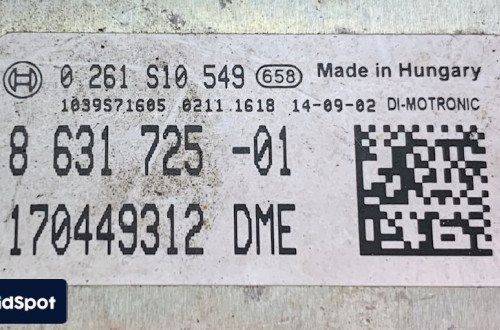 0 261 S10 549 658 Made in Hungary
1039S71605 0211.1618 14-09-02 DI-MOTRONIC
8 631 725 -01
170449312 DME
idSpot